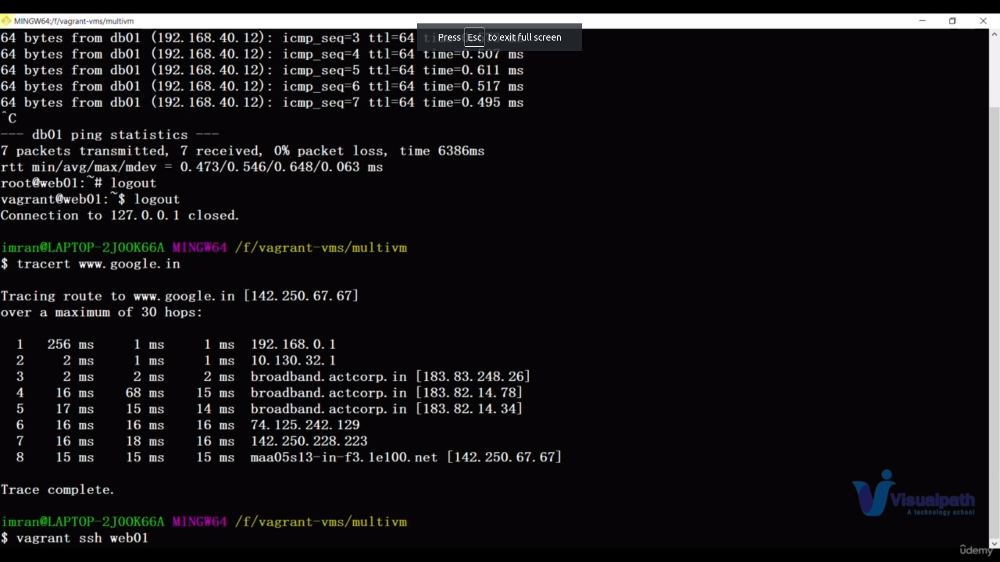 MINGW64:/f/vagrant-vms/multivm
Press Esc to exit full screen
64 bytes from db01 (192.168.40.12): icmp_seq=3 ttl=64
64 bytes from db01 (192.168.40.12): icmp_seq=4 ttl=64 time=0.507 ms
64 bytes from db01 (192.168.40.12): icmp_seq=5 ttl=64 time=0.611 ms
64 bytes from db01 (192.168.40.12): icmp_seq=6 ttl=64 time=0.517 ms
64 bytes from db01 (192.168.40.12): icmp_seq=7 ttl=64 time=0.495 ms
^C
--- db01 ping statistics ---
7 packets transmitted, 7 received, 0% packet loss, time 6386ms
rtt min/avg/max/mdev = 0.473/0.546/0.648/0.063 ms
root@web01:~# logout
vagrant@web01:~$ logout
Connection to 127.0.0.1 closed.
imran@LAPTOP-2J0OK66A MINGW64 /f/vagrant-vms/multivm
$ tracert www.google.in
Tracing route to www.google.in [142.250.67.67]
over a maximum of 30 hops:
1 256 ms 1 ms 1 ms 192.168.0.1
2 2 ms 1 ms 1 ms 10.130.32.1
3 2 ms 2 ms 2 ms broadband.actcorp.in [183.83.248.26]
4 16 ms 68 ms 15 ms broadband.actcorp.in [183.82.14.78]
5 17 ms 15 ms 14 ms broadband.actcorp.in [183.82.14.34]
6 16 ms 16 ms 16 ms 74.125.242.129
7 16 ms 18 ms 16 ms 142.250.228.223
8 15 ms 15 ms 15 ms maa05s13-in-f3.1e100.net [142.250.67.67]
Trace complete.
imran@LAPTOP-2J0OK66A MINGW64 /f/vagrant-vms/multivm
$ vagrant ssh web01
Visualpath
A technology school
udemy